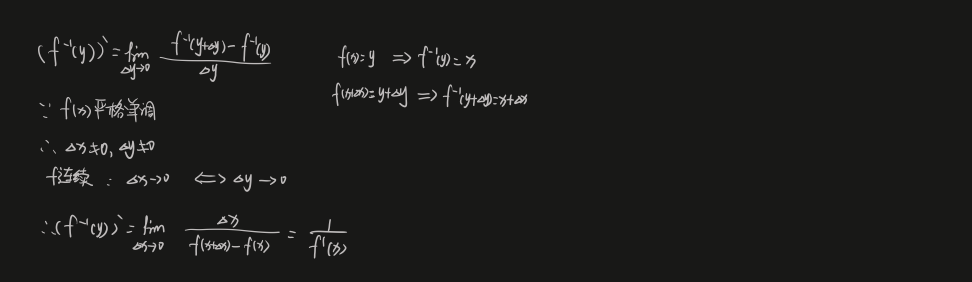 (f⁻¹(y))` = lim_{Δy→0} (f⁻¹(y+Δy) - f⁻¹(y)) / Δy
f(x)=y ⇒ f⁻¹(y)=x
f(x+Δx)=y+Δy ⇒ f⁻¹(y+Δy)=x+Δx
∵ f(x)严格单调
∴ Δx≠0, Δy≠0
f连续 : Δx→0 ⇔ Δy→0
∴ (f⁻¹(y))` = lim_{Δx→0} Δx / (f(x+Δx) - f(x)) = 1 / f'(x)